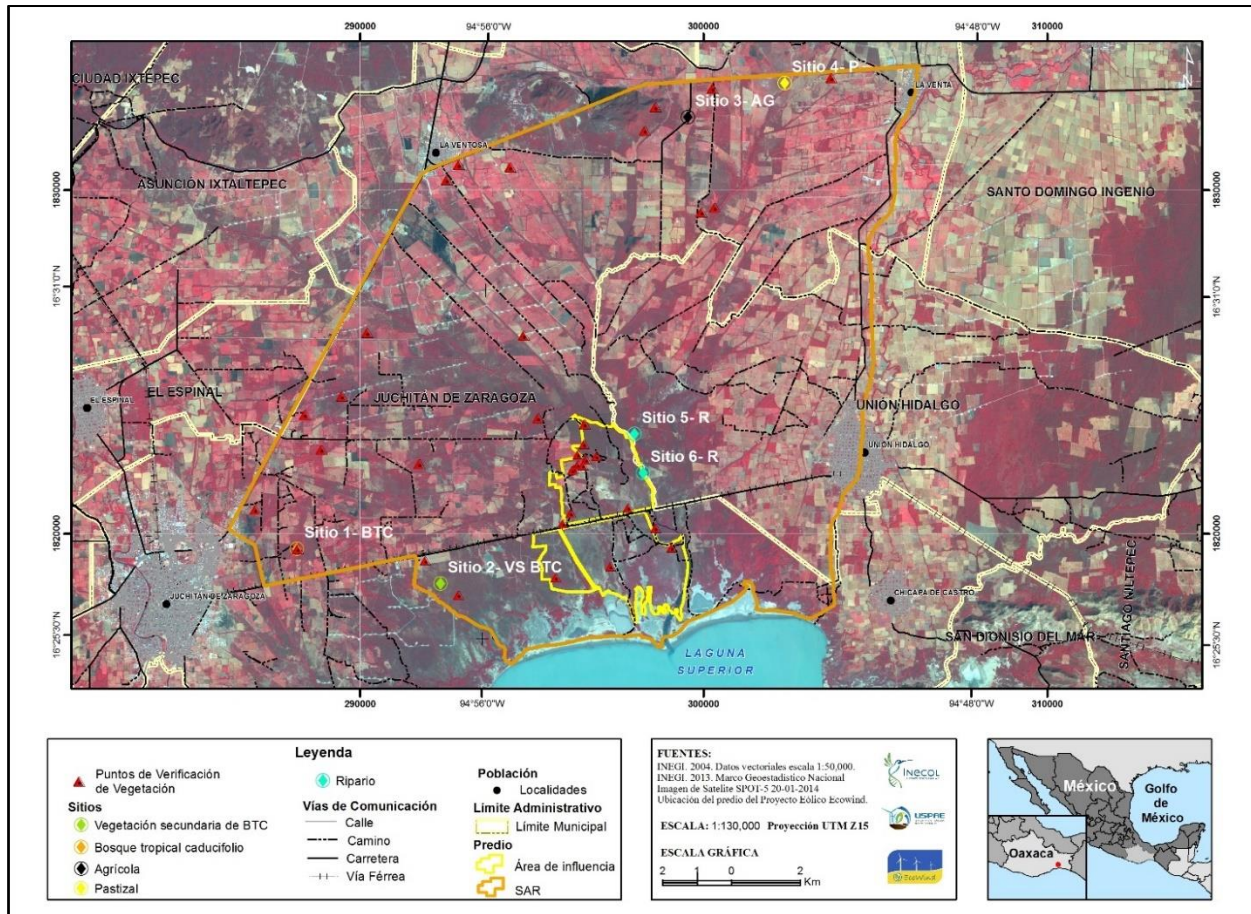 290000
94°56'0"W
300000
94°48'0"W
310000
CIUDAD IXTEPEC
Sitio 4- P
LA VENTA
Sitio 3- AG
LA VENTOSA
ASUNCIÓN IXTALTEPEC
SANTO DOMINGO INGENIO
1830000
1830000
16°31'0"N
16°31'0"N
EL ESPINAL
EL ESPINAL
JUCHITÁN DE ZARAGOZA
UNIÓN HIDALGO
UNIÓN HIDALGO
Sitio 5- R
Sitio 6- R
1820000
1820000
Sitio 1- BTC
Sitio 2- VS BTC
JUCHITÁN DE ZARAGOZA
CHICAPA DE CASTRO
SAN DIONISIO DEL MAR
SANTIAGO NILTEPEC
16°25'30"N
16°25'30"N
LAGUNA
SUPERIOR
290000
94°56'0"W
300000
94°48'0"W
310000
Leyenda
Puntos de Verificación
de Vegetación
Sitios
Vegetación secundaria de BTC
Bosque tropical caducifolio
Agrícola
Pastizal
Ripario
Vías de Comunicación
Calle
Camino
Carretera
Vía Férrea
Población
Localidades
Límite Administrativo
Límite Municipal
Predio
Área de influencia
SAR
FUENTES:
INEGI. 2004. Datos vectoriales escala 1:50,000.
INEGI. 2013. Marco Geoestadistico Nacional
Imagen de Satelite SPOT-5 20-01-2014
Ubicación del predio del Proyecto Eólico Ecowind.
ESCALA: 1:130,000 Proyección UTM Z15
ESCALA GRÁFICA
2 1 0 2
Km
INECOL
USPAE
EcoWind
México
Golfo
de
México
Oaxaca